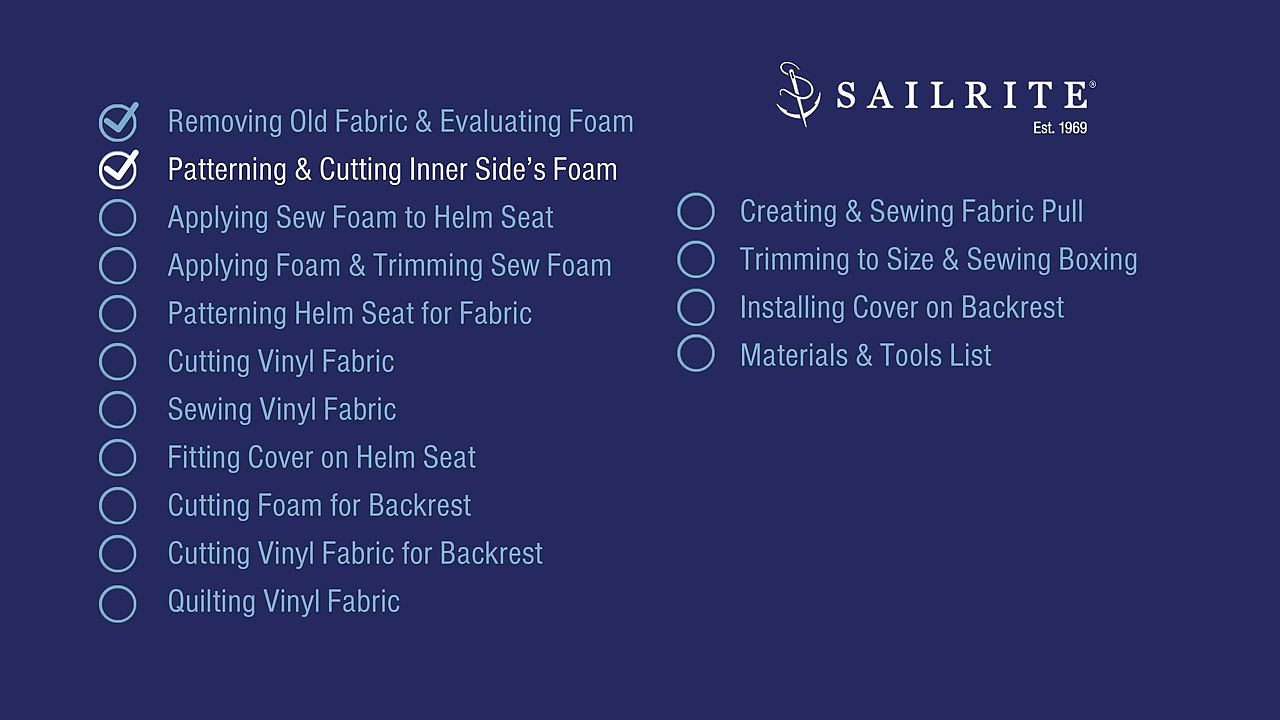 Removing Old Fabric & Evaluating Foam
Patterning & Cutting Inner Side's Foam
Applying Sew Foam to Helm Seat
Applying Foam & Trimming Sew Foam
Patterning Helm Seat for Fabric
Cutting Vinyl Fabric
Sewing Vinyl Fabric
Fitting Cover on Helm Seat
Cutting Foam for Backrest
Cutting Vinyl Fabric for Backrest
Quilting Vinyl Fabric
SAILRITE®
Est. 1969
Creating & Sewing Fabric Pull
Trimming to Size & Sewing Boxing
Installing Cover on Backrest
Materials & Tools List